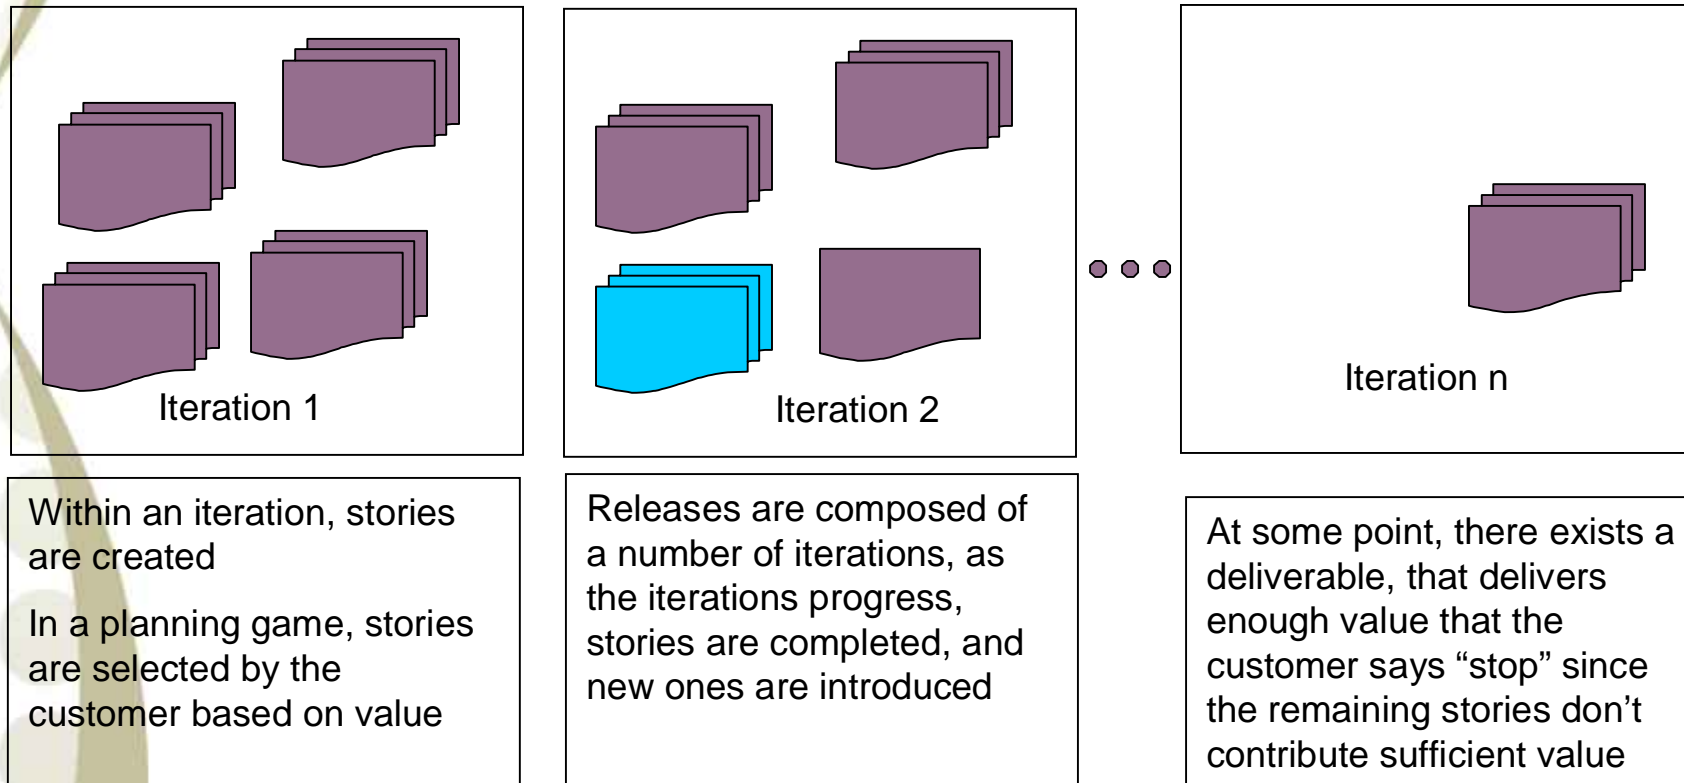 Iteration 1
Iteration 2
Iteration n
Within an iteration, stories
are created
In a planning game, stories
are selected by the
customer based on value
Releases are composed of
a number of iterations, as
the iterations progress,
stories are completed, and
new ones are introduced
At some point, there exists a
deliverable, that delivers
enough value that the
customer says “stop” since
the remaining stories don’t
contribute sufficient value